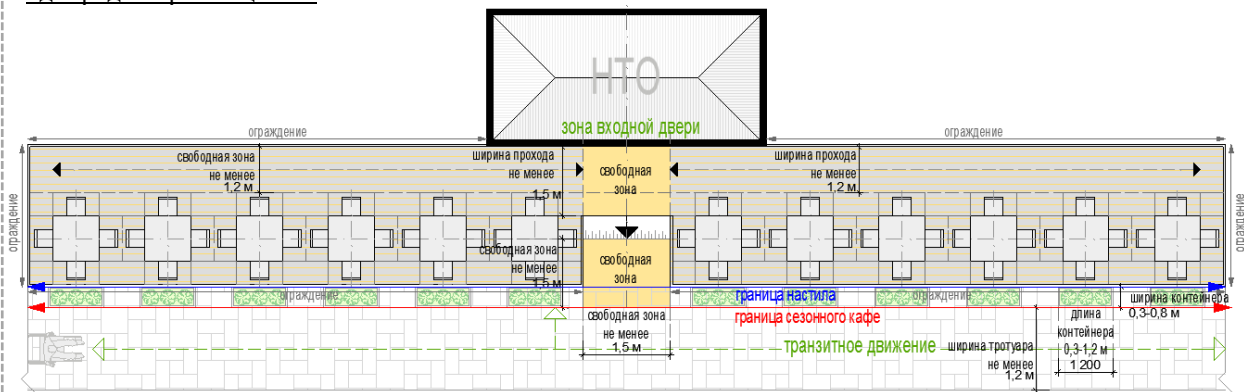 НТО
зона входной двери
ограждение
ограждение
свободная зона
не менее
1,2 м
ширина прохода
не менее
1,5 м
свободная
зона
ширина прохода
не менее
1,2 м
ограждение
ограждение
свободная зона
не менее
1,5 м
свободная
зона
ограждение
граница настила
ограждение
ширина контейнера
0,3-0,8 м
граница сезонного кафе
свободная зона
не менее
1,5 м
длина
контейнера
0,3-1,2 м
1 200
транзитное движение
ширина тротуара
не менее
1,2 м